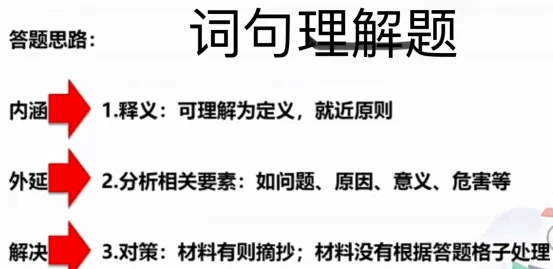 词句理解题
答题思路：
内涵 1.释义：可理解为定义，就近原则
外延 2.分析相关要素：如问题、原因、意义、危害等
解决 3.对策：材料有则摘抄；材料没有根据答题格子处理